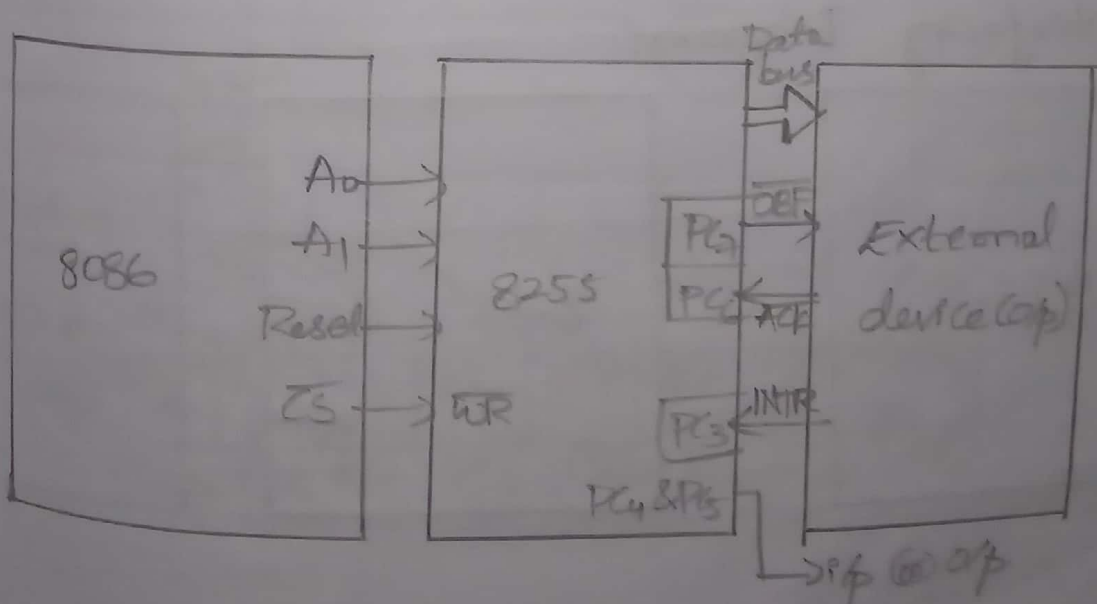 Data
bus
A0
OBF
8086
A1
PC7
External
8255
PC6
device (o/p)
Reset
ACK
CS
WR
INTR
PC3
PC4 & PC5
i/p (or) o/p